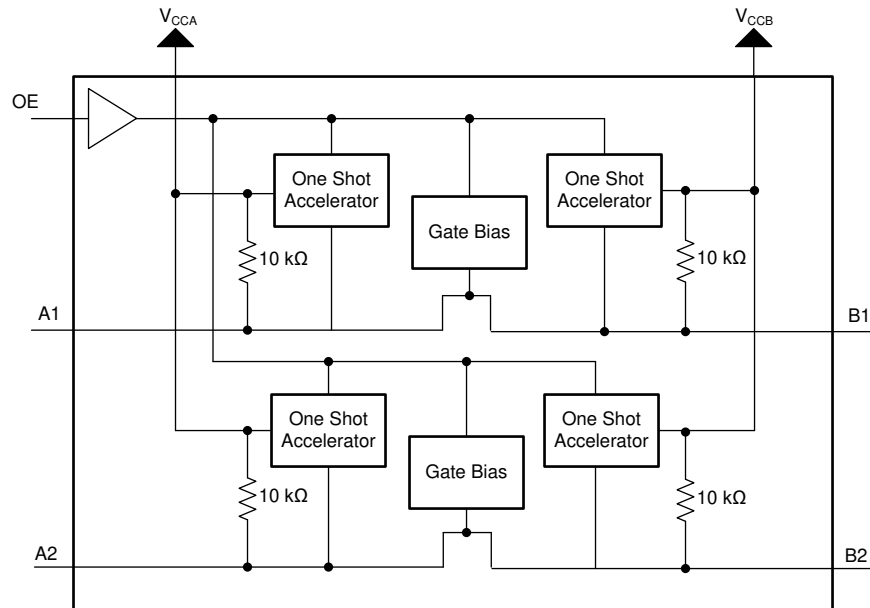 VCCA
VCCB
OE
One Shot
Accelerator
One Shot
Accelerator
Gate Bias
10 kΩ
10 kΩ
A1
B1
One Shot
Accelerator
One Shot
Accelerator
Gate Bias
10 kΩ
10 kΩ
A2
B2